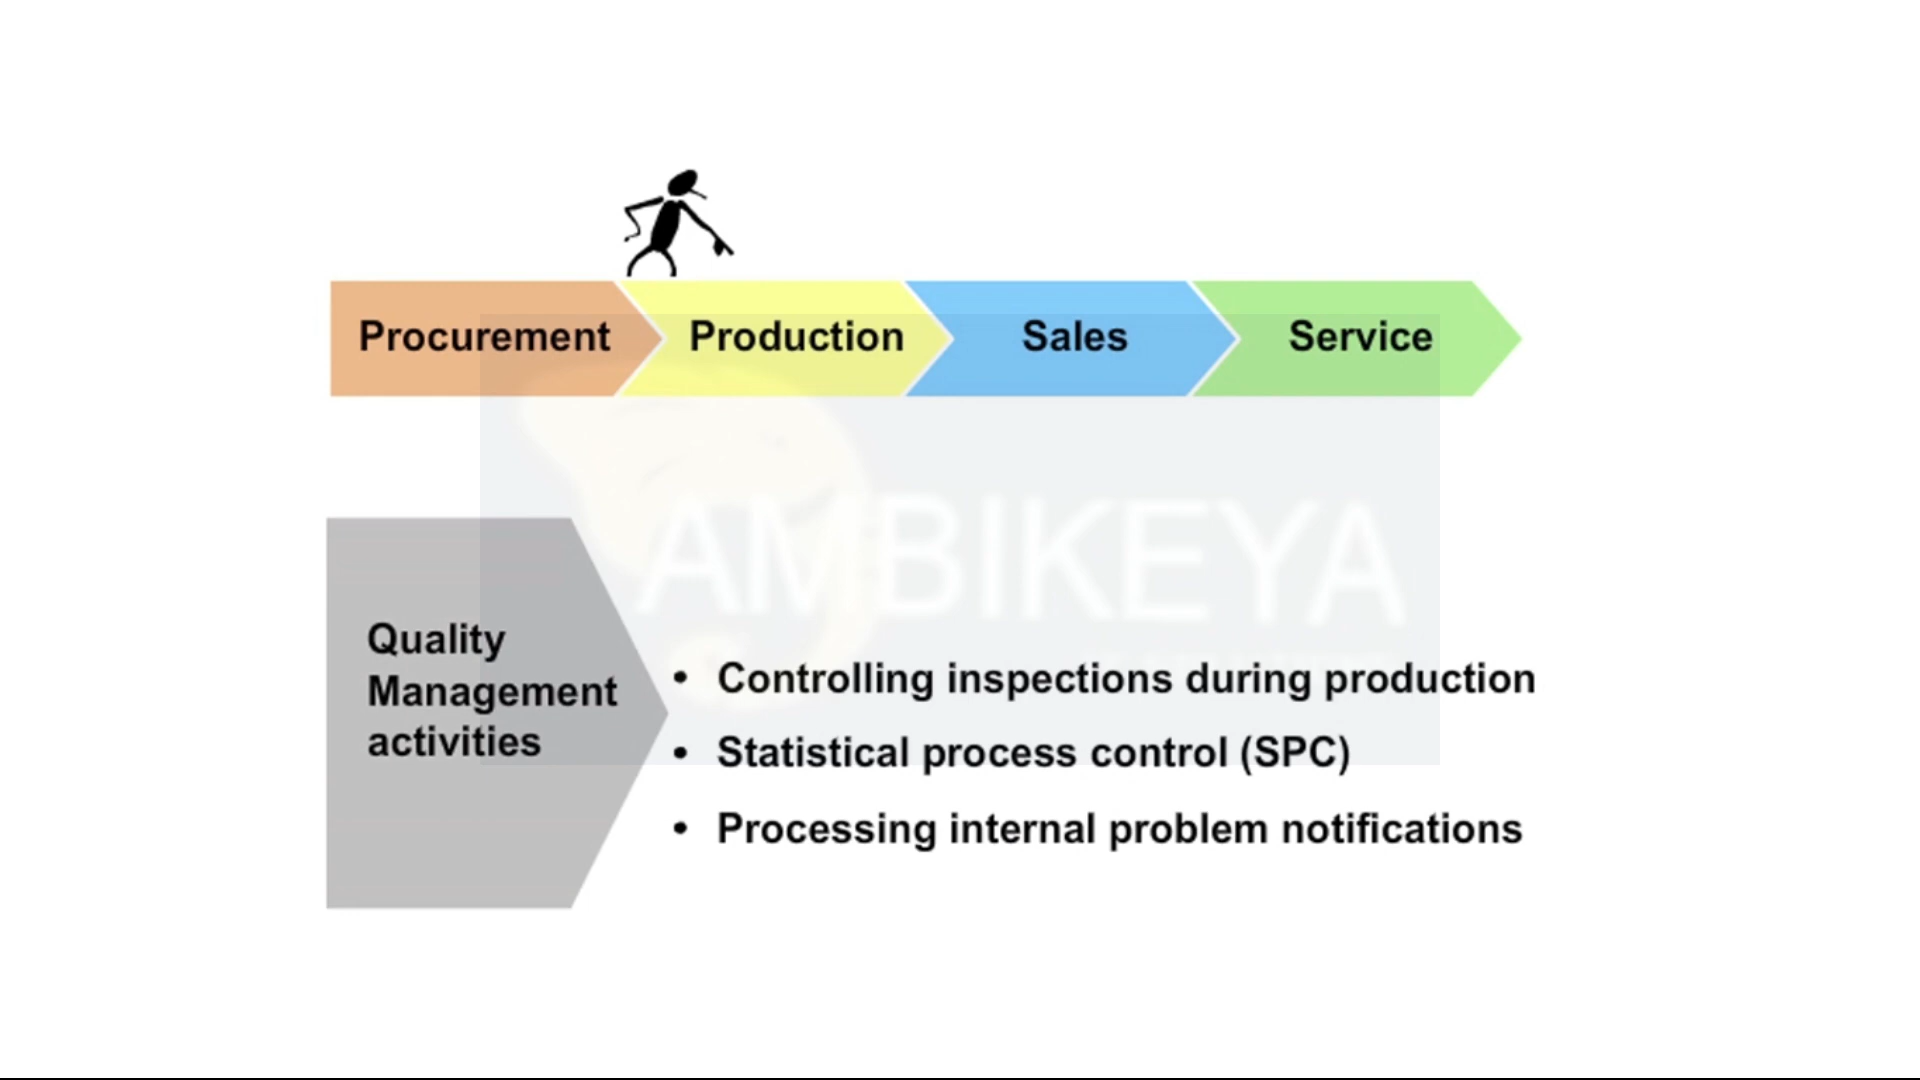 Procurement
Production
Sales
Service
AMBIKEYA
Quality
Management
activities
• Controlling inspections during production
• Statistical process control (SPC)
• Processing internal problem notifications